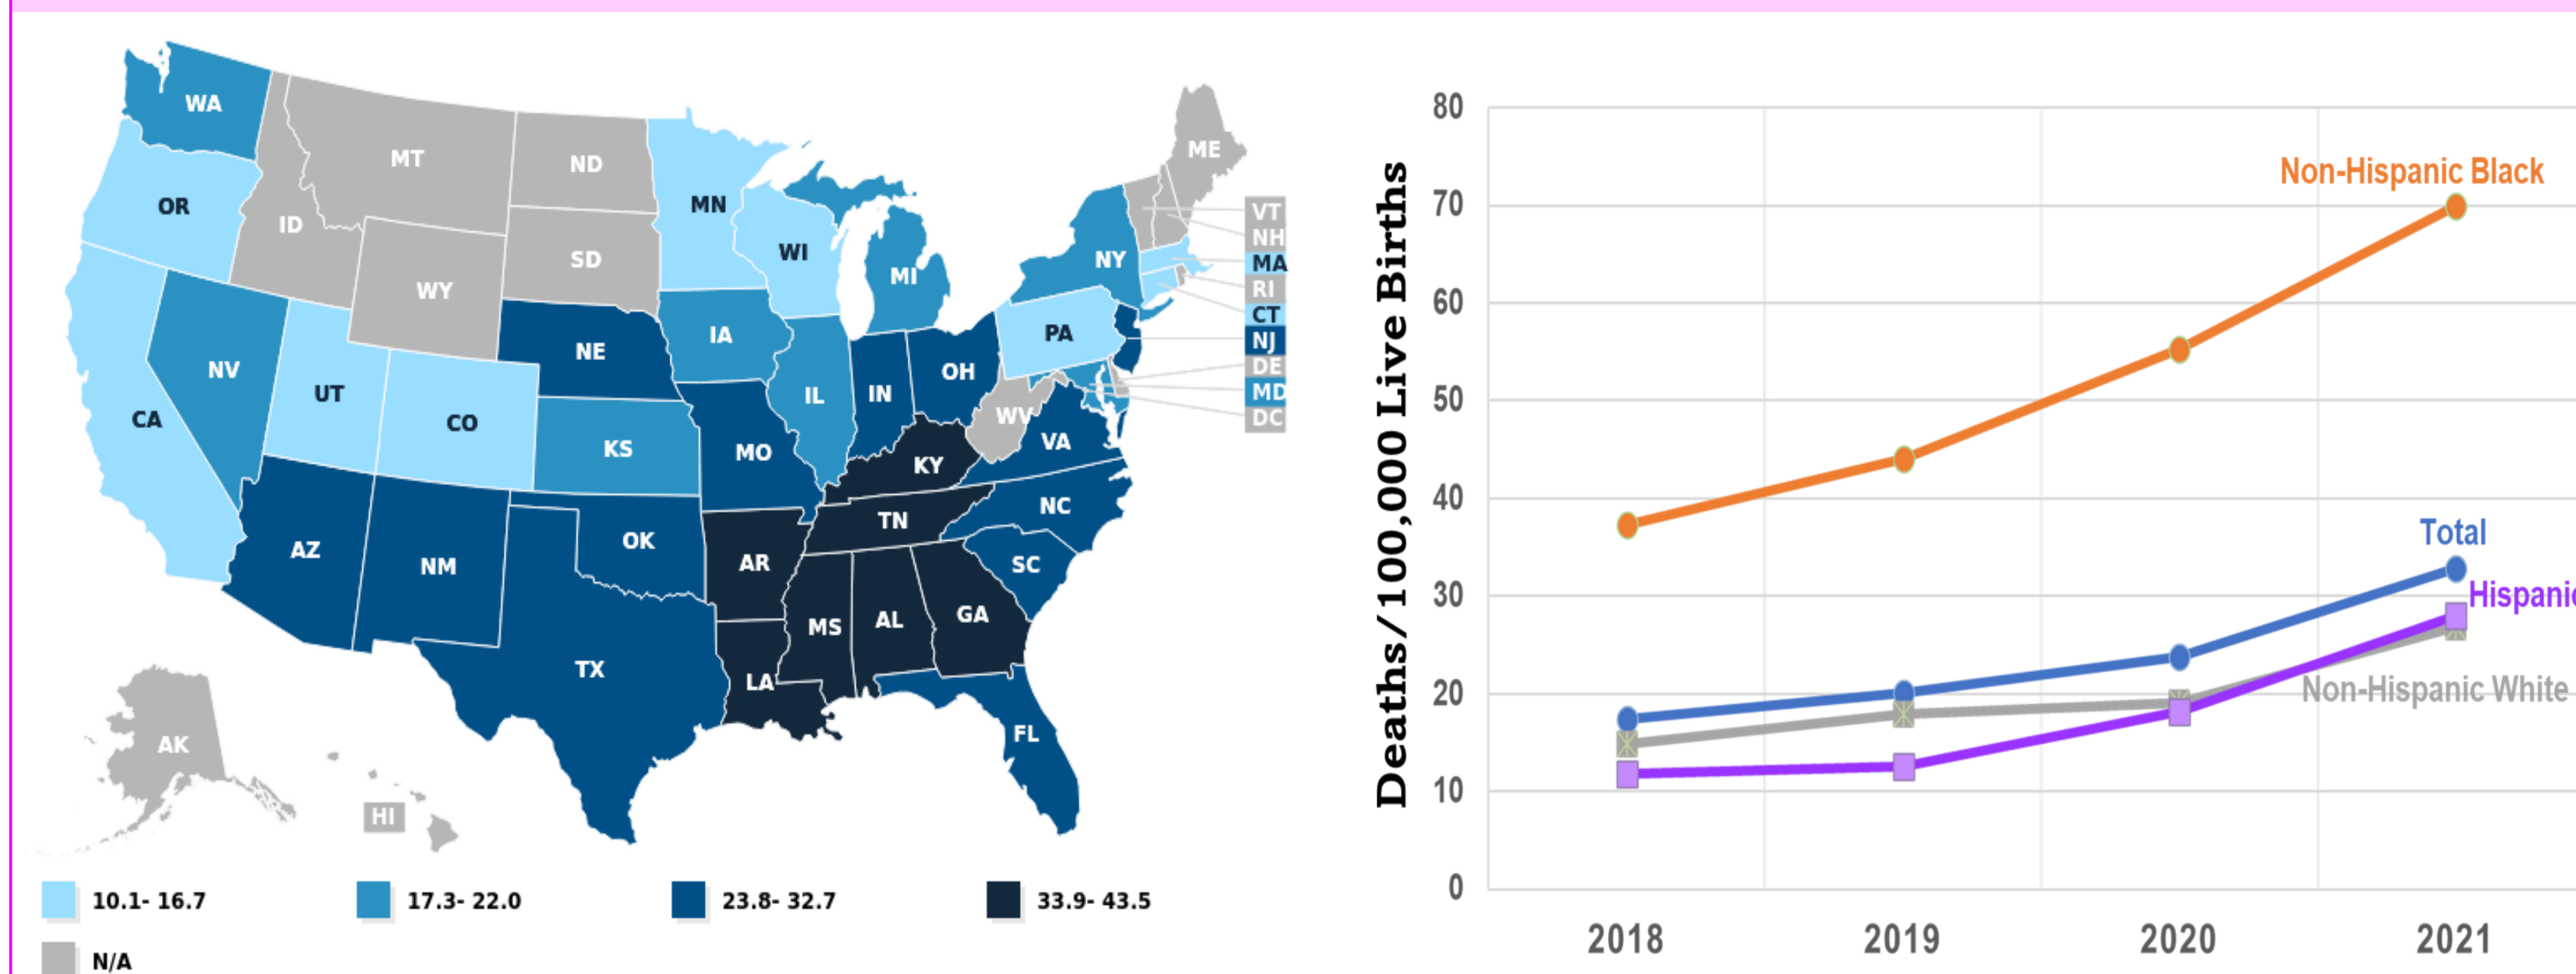 WA
MT
ND
ME
OR
ID
MN
VT
NH
WI
MA
SD
NY
MI
RI
WY
CT
PA
NJ
IA
NE
DE
NV
OH
MD
UT
IN
IL
WV
DC
CA
CO
VA
KS
MO
KY
NC
TN
OK
AZ
AR
SC
NM
GA
AL
MS
TX
LA
FL
AK
HI
10.1- 16.7
17.3- 22.0
23.8- 32.7
33.9- 43.5
N/A
Deaths/100,000 Live Births
80
70
60
50
40
30
20
10
0
Non-Hispanic Black
Total
Hispanic
Non-Hispanic White
2018
2019
2020
2021